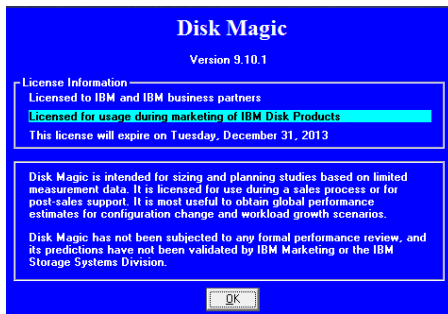 Disk Magic
Version 9.10.1
License Information
Licensed to IBM and IBM business partners
Licensed for usage during marketing of IBM Disk Products
This license will expire on Tuesday, December 31, 2013
Disk Magic is intended for sizing and planning studies based on limited
measurement data. It is licensed for use during a sales process or for
post-sales support. It is most useful to obtain global performance
estimates for configuration change and workload growth scenarios.
Disk Magic has not been subjected to any formal performance review, and
its predictions have not been validated by IBM Marketing or the IBM
Storage Systems Division.
OK